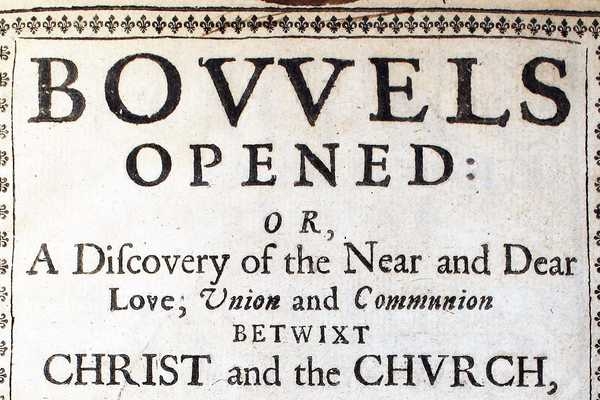 BOVVELS
OPENED:
OR,
A Diſcovery of the Near and Dear
Love; Union and Communion
BETWIXT
CHRIST and the CHVRCH,